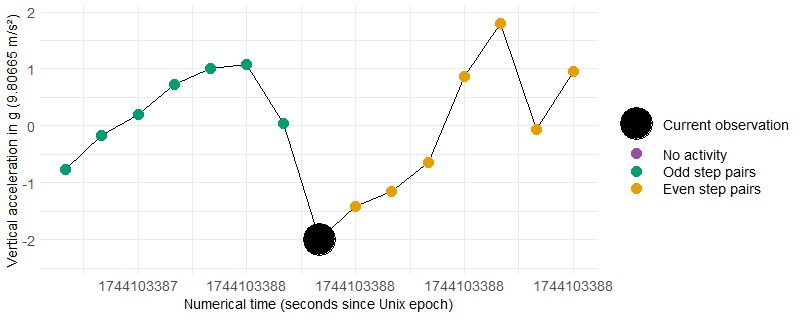 Vertical acceleration in g (9.80665 m/s²)
2
1
0
-1
-2
1744103387
1744103388
1744103388
1744103388
1744103388
Numerical time (seconds since Unix epoch)
Current observation
No activity
Odd step pairs
Even step pairs